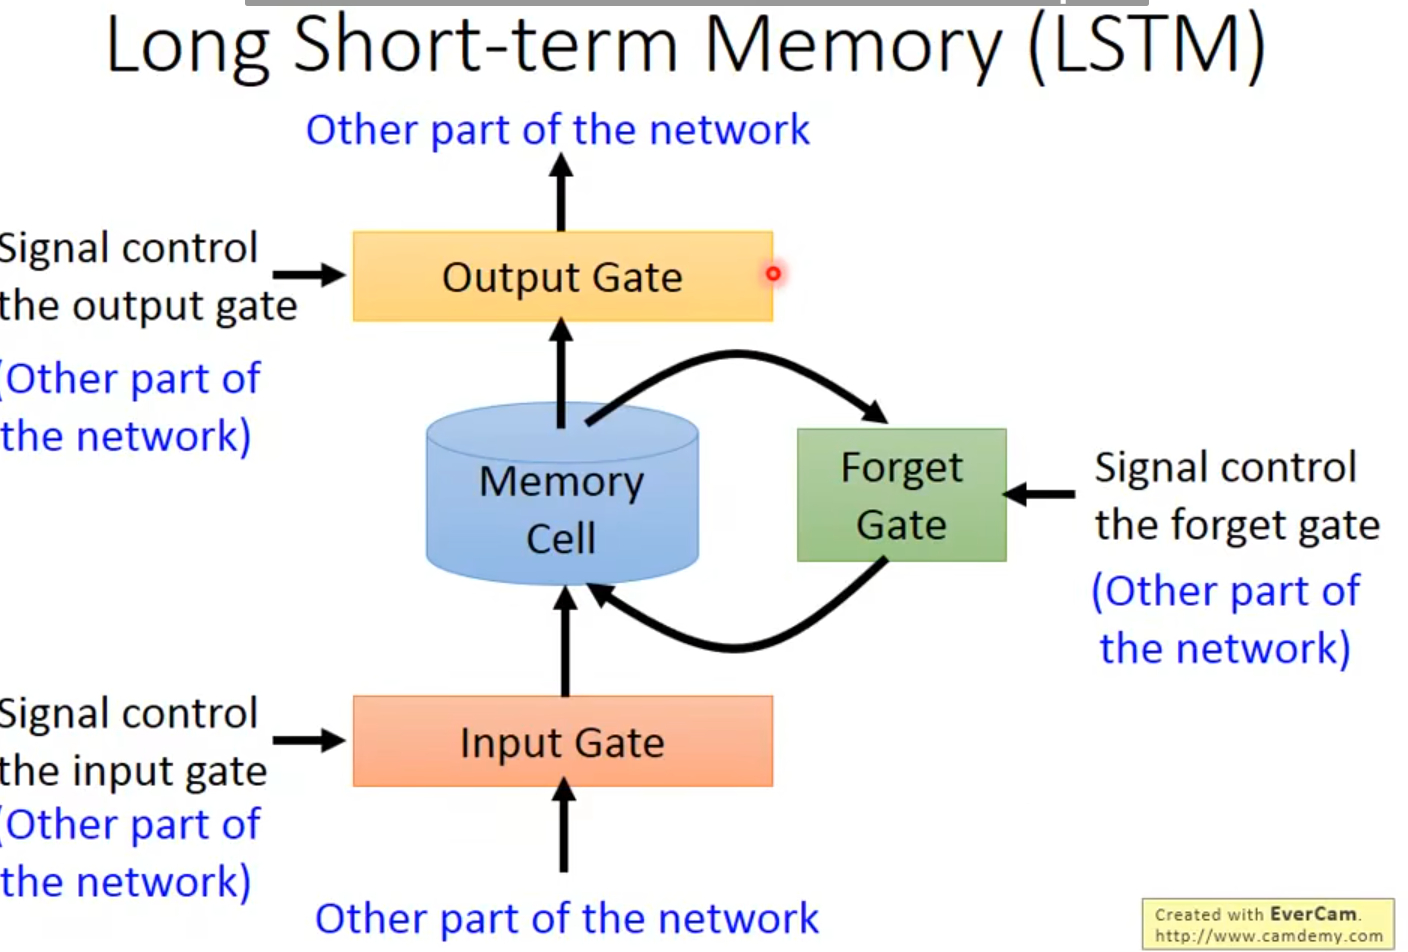 Long Short-term Memory (LSTM)
Other part of the network
Signal control
the output gate
(Other part of
the network)
Output Gate
Memory
Cell
Forget
Gate
Signal control
the forget gate
(Other part of
the network)
Signal control
the input gate
(Other part of
the network)
Input Gate
Other part of the network
Created with EverCam.
http://www.camdemy.com